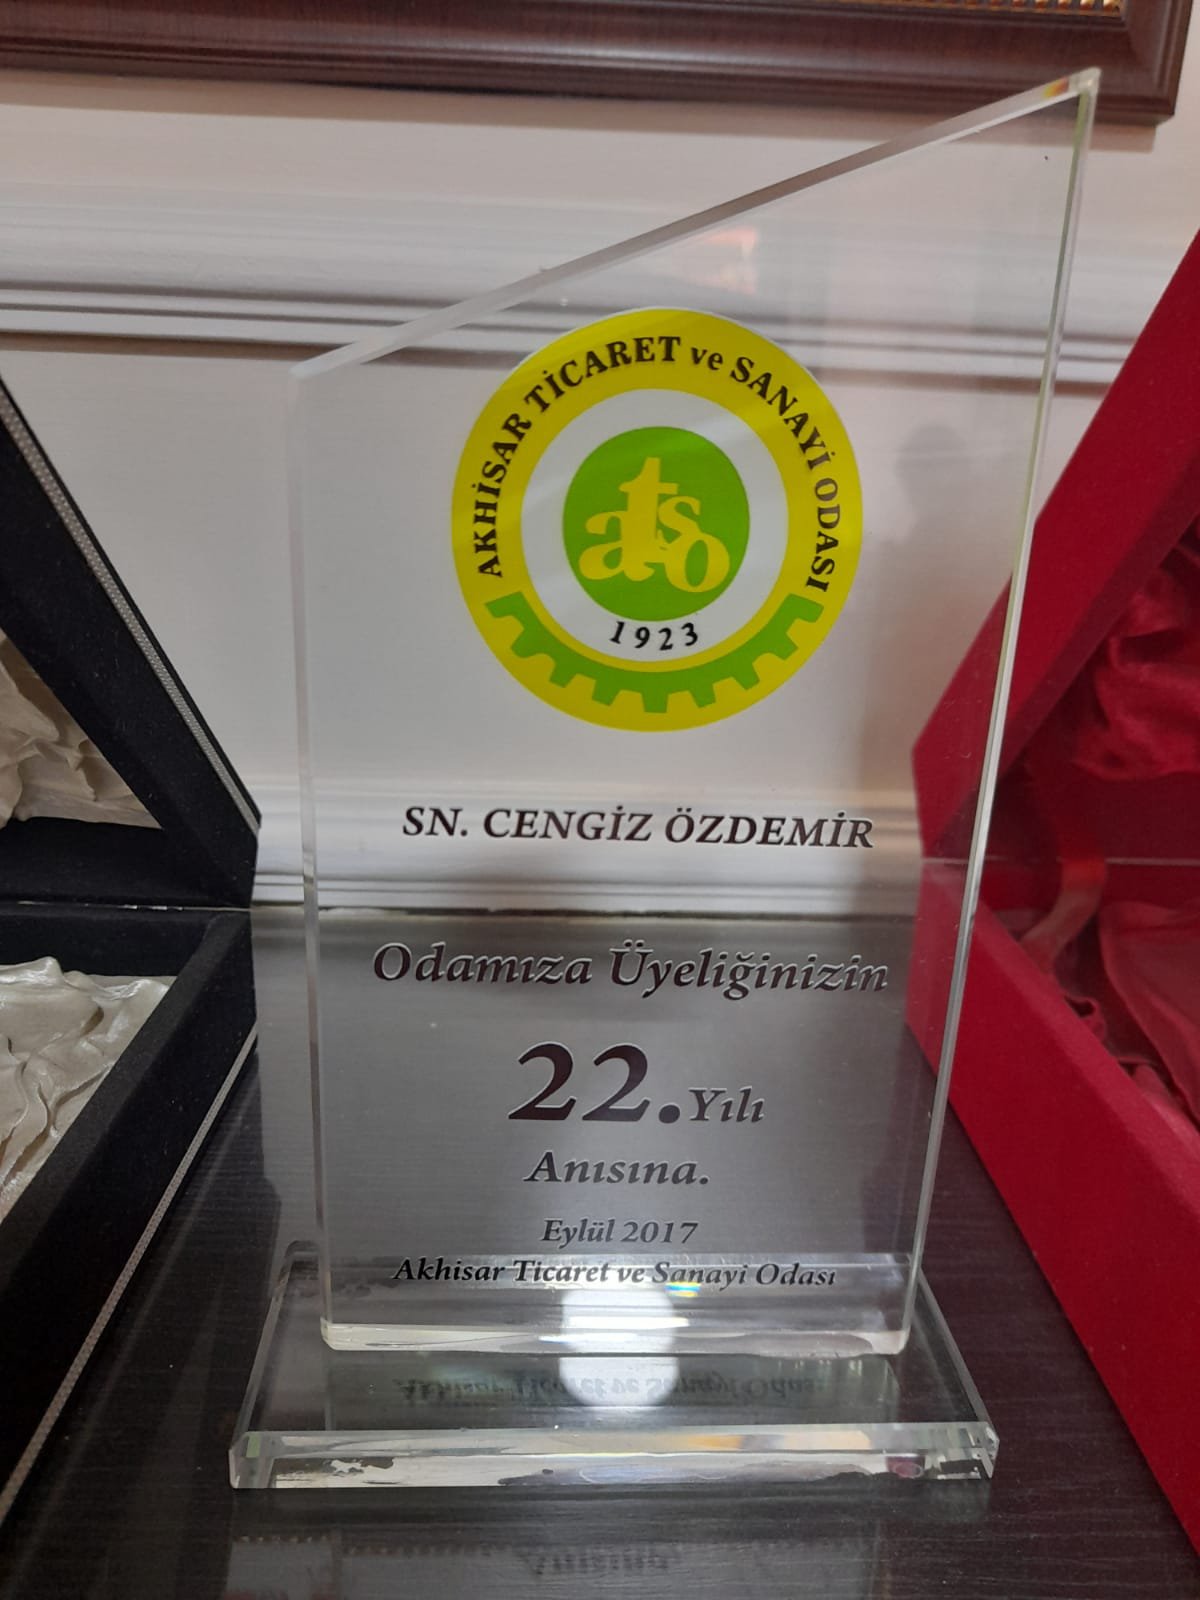 AKHİSAR TİCARET ve SANAYİ ODASI
atso
1923
SN. CENGİZ ÖZDEMİR
Odamıza Üyeliğinizin
22.Yılı
Anısına.
Eylül 2017
Akhisar Ticaret ve Sanayi Odası